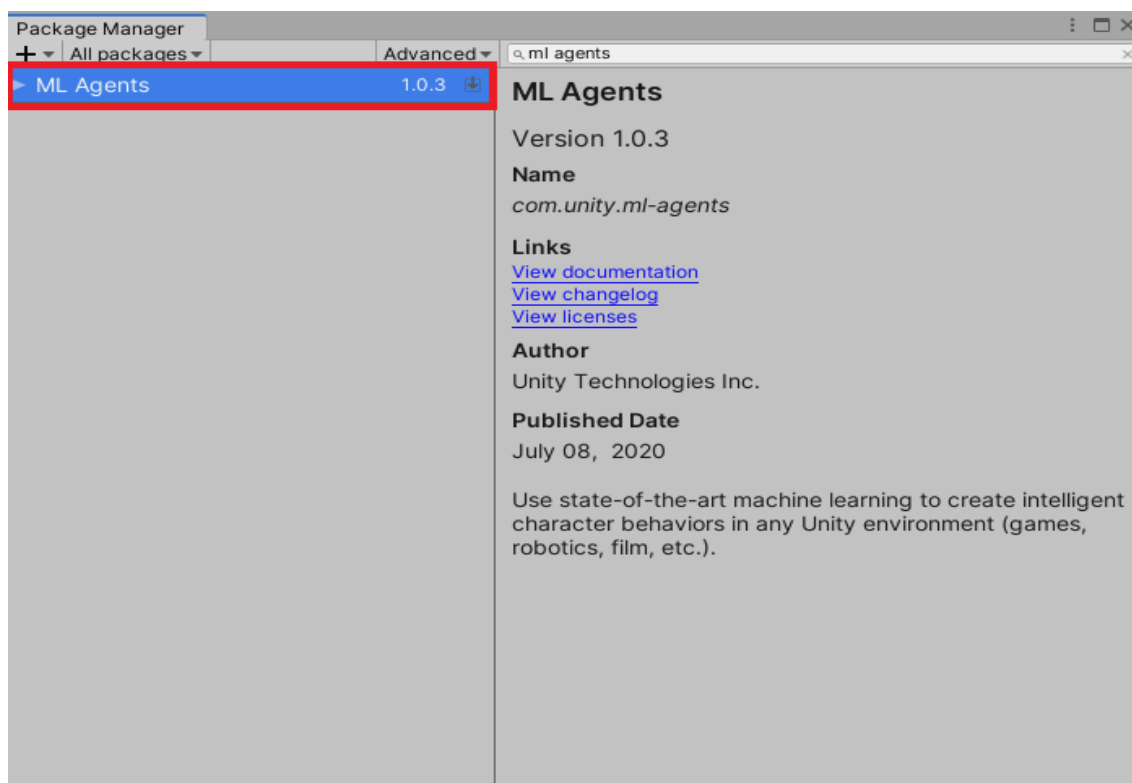 Package Manager
All packages
Advanced
ml agents
ML Agents 1.0.3
ML Agents
Version 1.0.3
Name
com.unity.ml-agents
Links
View documentation
View changelog
View licenses
Author
Unity Technologies Inc.
Published Date
July 08, 2020
Use state-of-the-art machine learning to create intelligent
character behaviors in any Unity environment (games,
robotics, film, etc.).